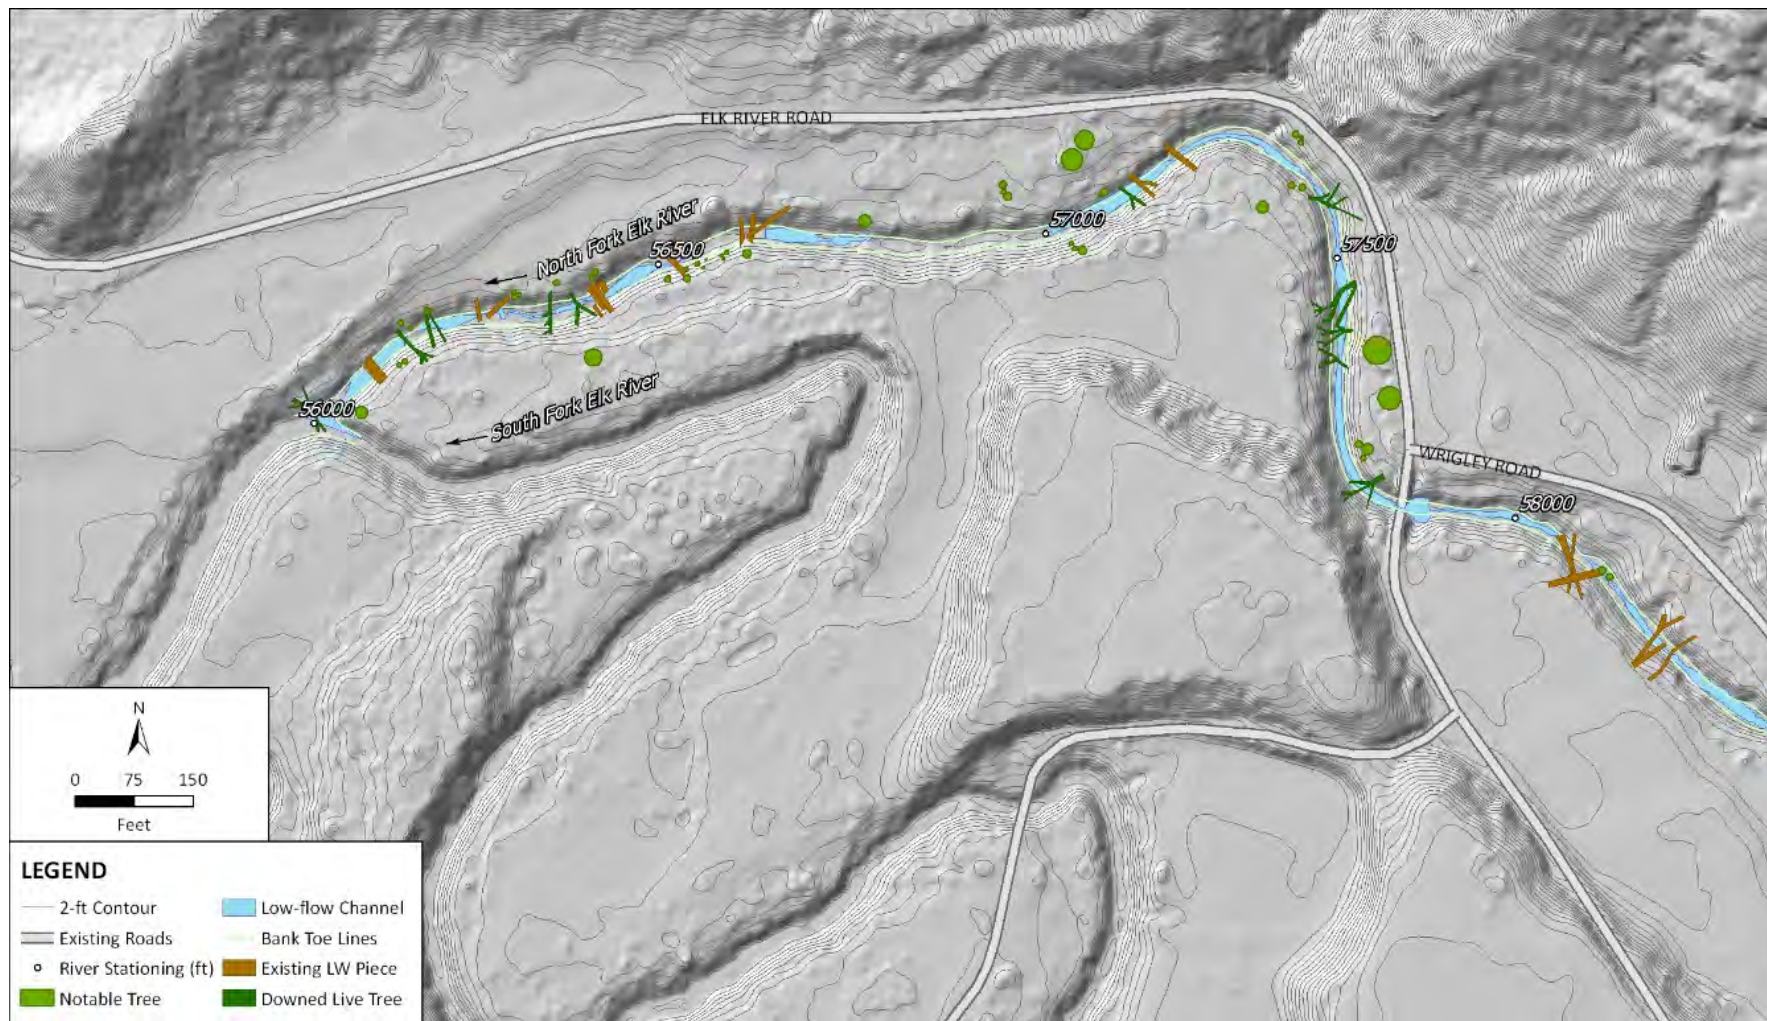 ELK RIVER ROAD
North Fork Elk River
57000
56500
57500
South Fork Elk River
56000
WRIGLEY ROAD
58000
N
0 75 150
Feet
LEGEND
2-ft Contour
Low-flow Channel
Existing Roads
Bank Toe Lines
River Stationing (ft)
Existing LW Piece
Notable Tree
Downed Live Tree